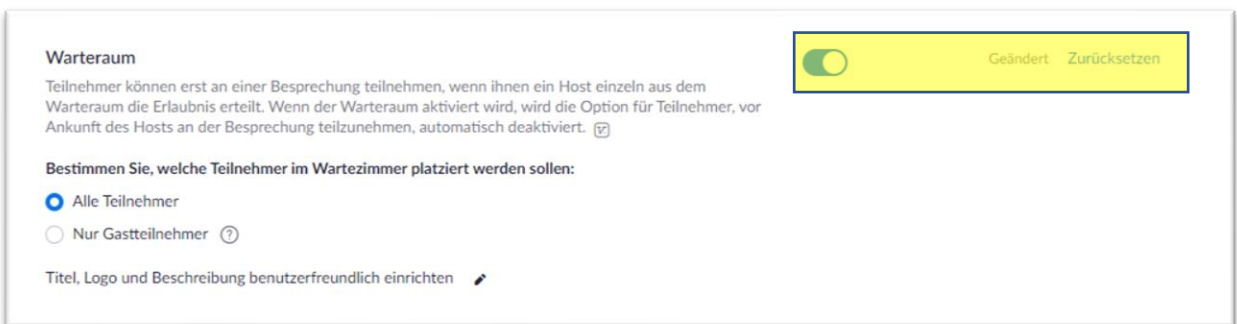 Warteraum
Geändert Zurücksetzen
Teilnehmer können erst an einer Besprechung teilnehmen, wenn ihnen ein Host einzeln aus dem
Warteraum die Erlaubnis erteilt. Wenn der Warteraum aktiviert wird, wird die Option für Teilnehmer, vor
Ankunft des Hosts an der Besprechung teilzunehmen, automatisch deaktiviert.
Bestimmen Sie, welche Teilnehmer im Wartezimmer platziert werden sollen:
Alle Teilnehmer
Nur Gastteilnehmer
Titel, Logo und Beschreibung benutzerfreundlich einrichten